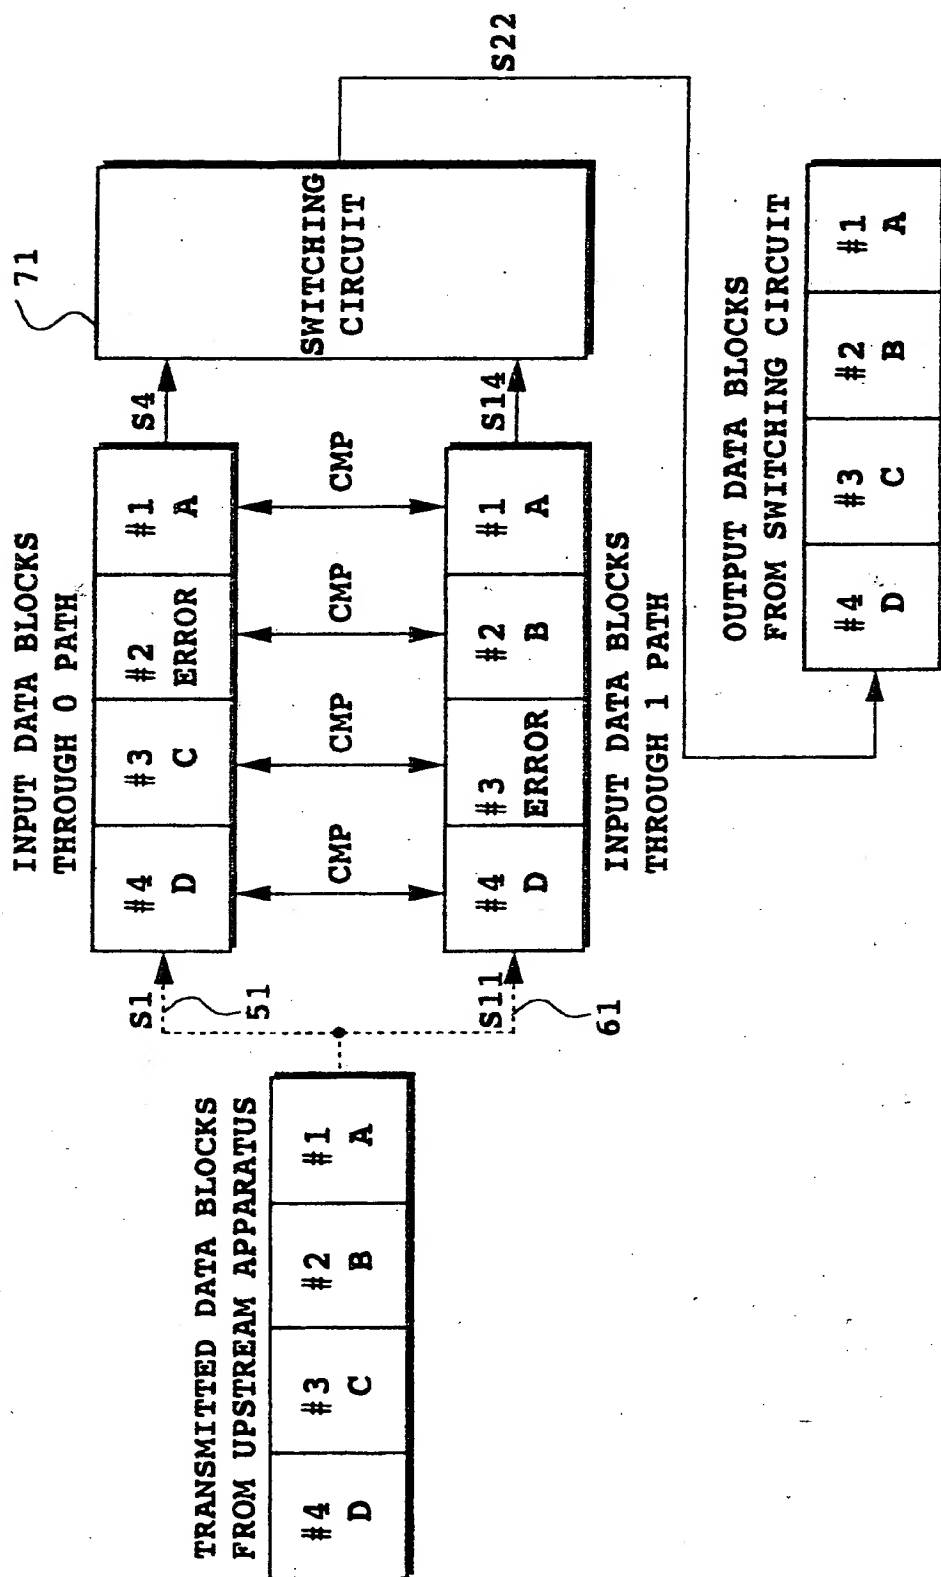 TRANSMITTED DATA BLOCKS
FROM UPSTREAM APPARATUS
#4 #3 #2 #1
D C B A
S1
51
S11
61
INPUT DATA BLOCKS
THROUGH 0 PATH
#4 #3 #2 #1
D C ERROR A
CMP CMP CMP CMP
#4 #3 #2 #1
D ERROR B A
INPUT DATA BLOCKS
THROUGH 1 PATH
S4
S14
71
SWITCHING
CIRCUIT
S22
OUTPUT DATA BLOCKS
FROM SWITCHING CIRCUIT
#4 #3 #2 #1
D C B A